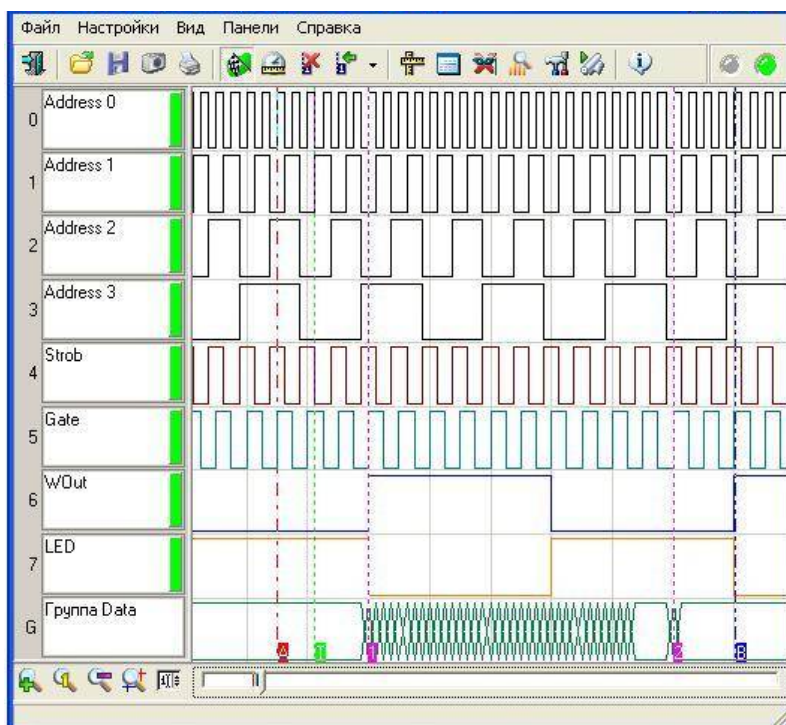 Файл Настройки Вид Панели Справка
0 Address 0
1 Address 1
2 Address 2
3 Address 3
4 Strob
5 Gate
6 WOut
7 LED
G Группа Data
A T 1 2 B